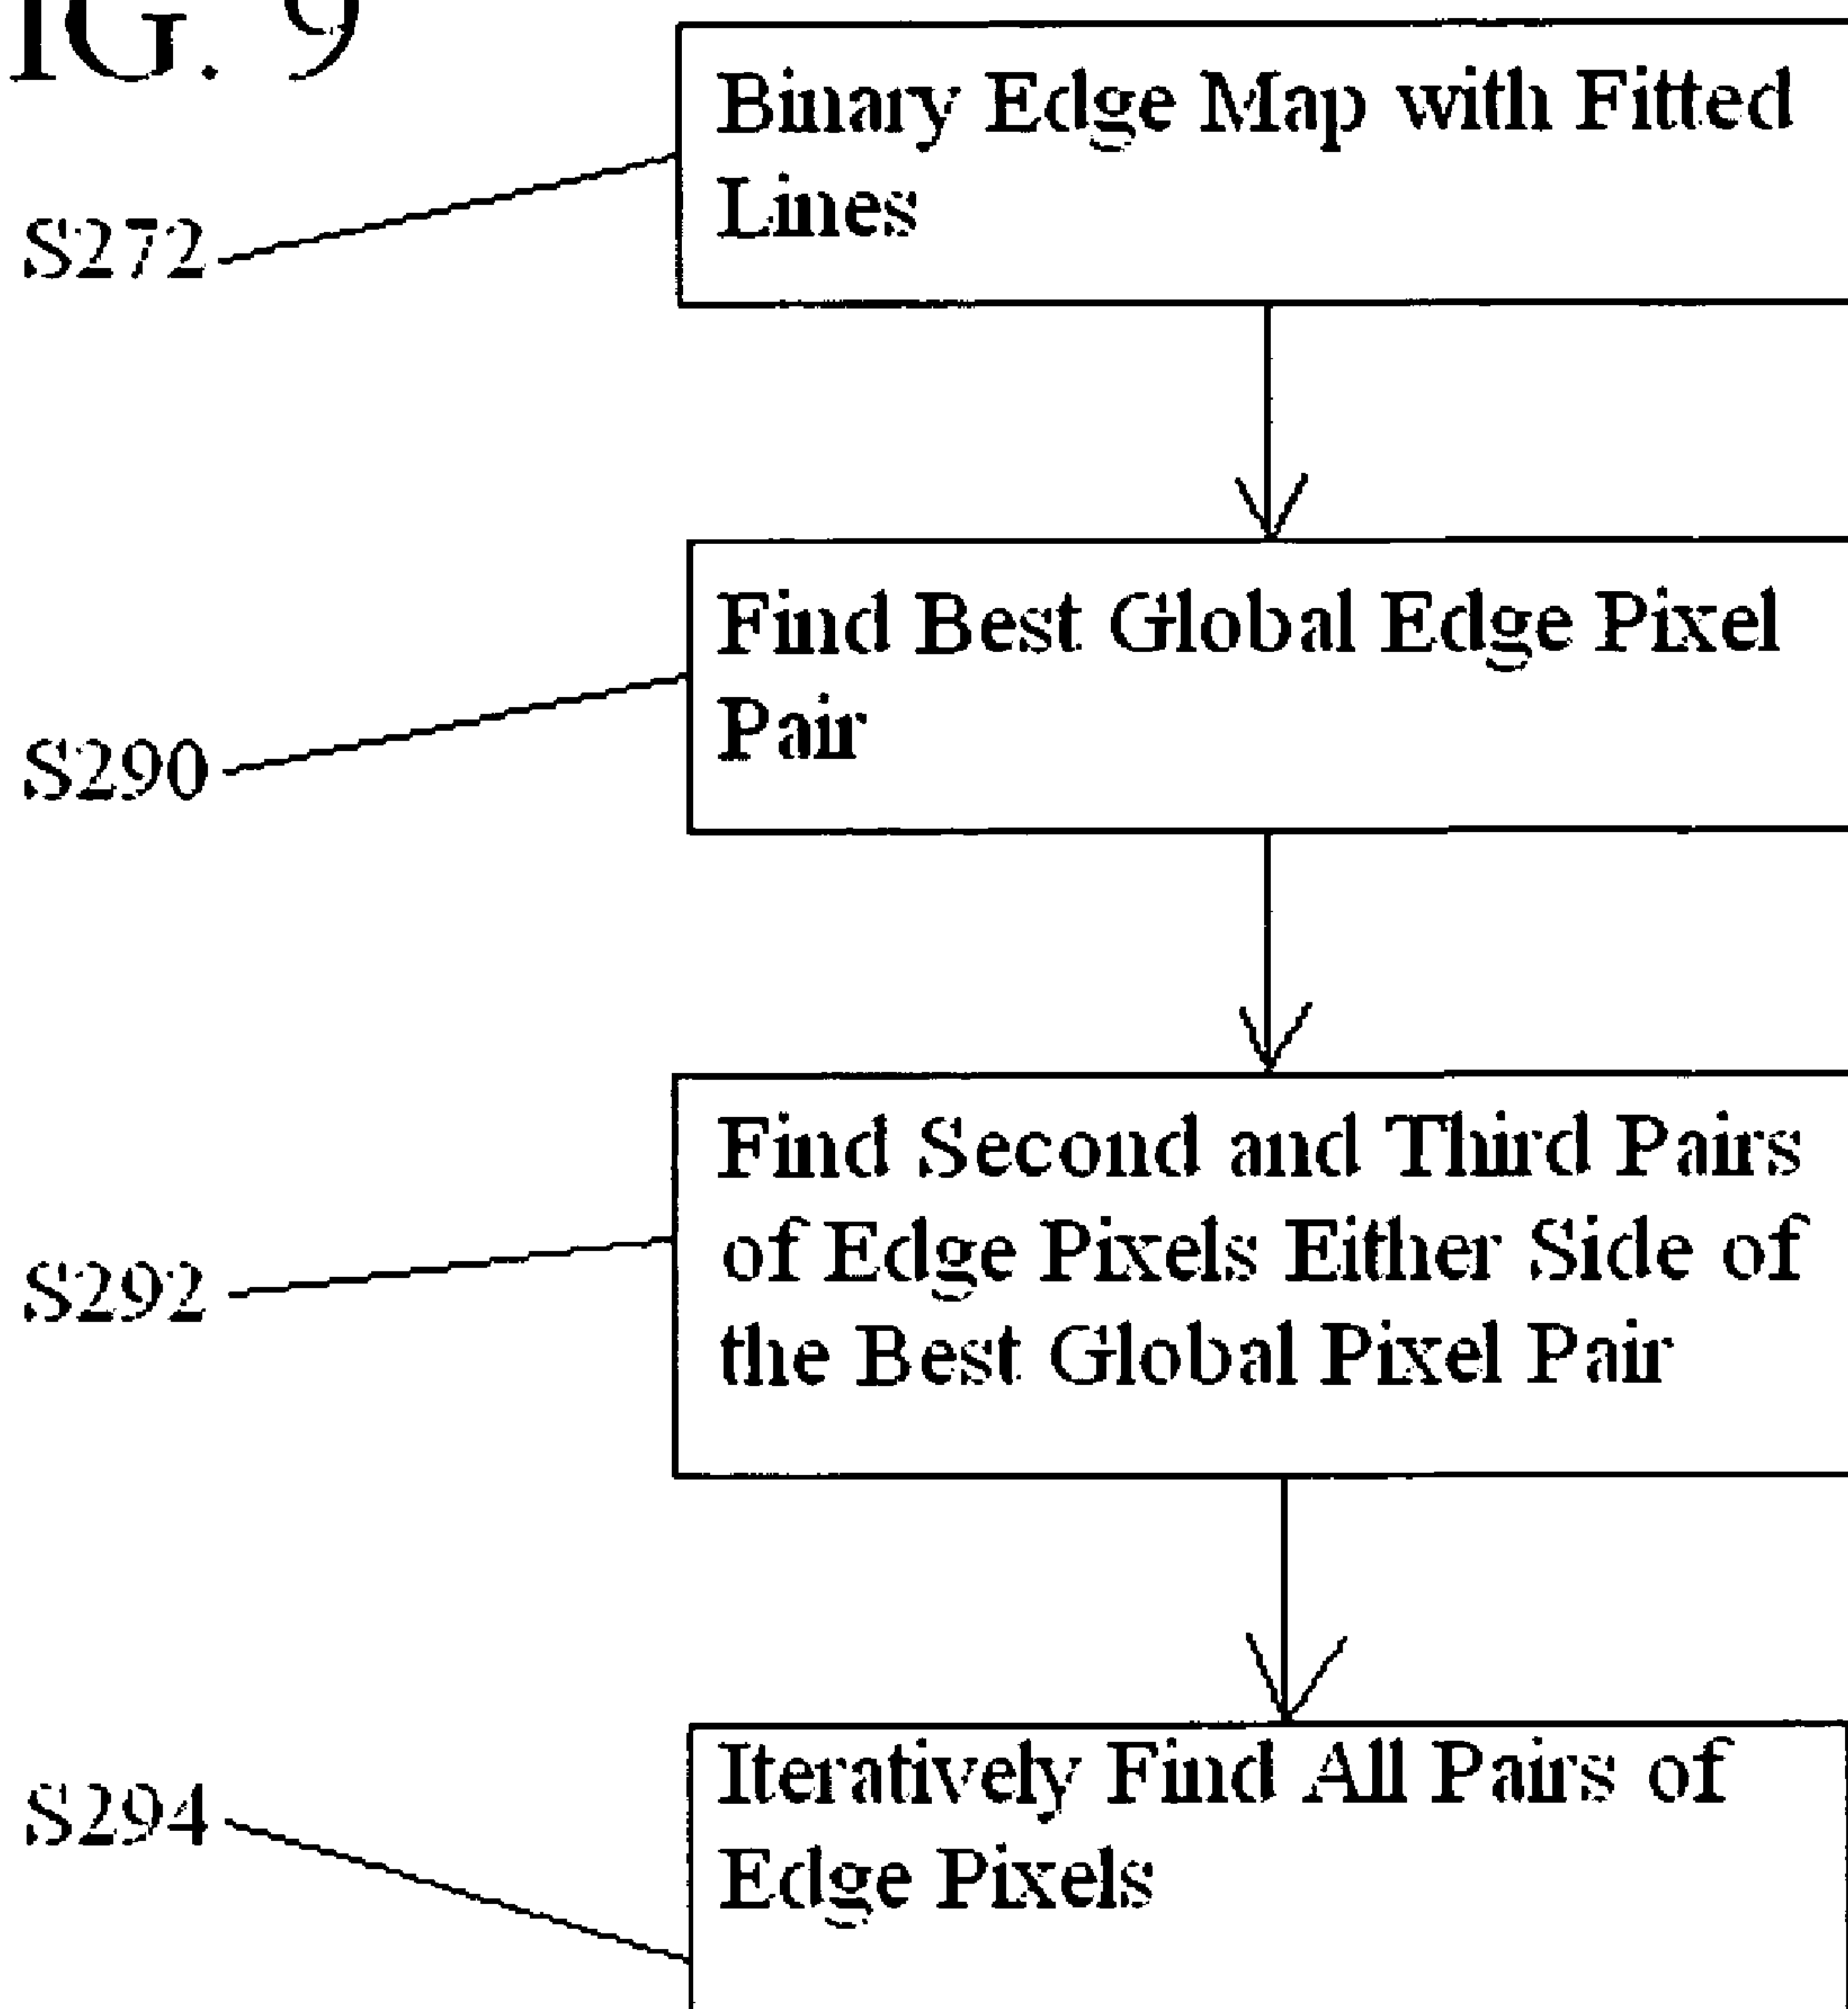 IG. 9
Binary Edge Map with Fitted
Lines
S272
Find Best Global Edge Pixel
Pair
S290
Find Second and Third Pairs
of Edge Pixels Either Side of
the Best Global Pixel Pair
S292
Iteratively Find All Pairs of
Edge Pixels
S294